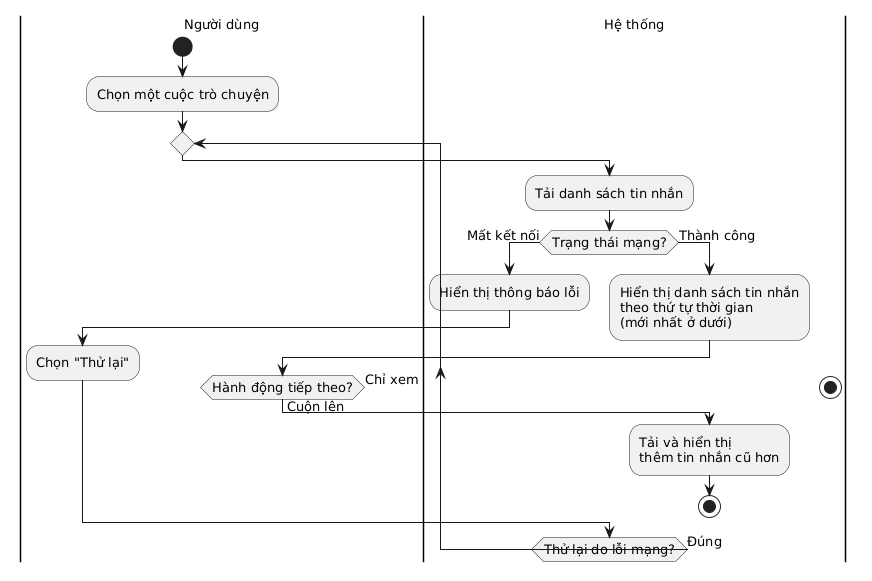 Người dùng
Hệ thống
Chọn một cuộc trò chuyện
Tải danh sách tin nhắn
Mất kết nối
Trạng thái mạng?
Thành công
Hiển thị thông báo lỗi
Hiển thị danh sách tin nhắn
theo thứ tự thời gian
(mới nhất ở dưới)
Chọn "Thử lại"
Hành động tiếp theo?
Chỉ xem
Cuộn lên
Tải và hiển thị
thêm tin nhắn cũ hơn
Thử lại do lỗi mạng?
Đúng